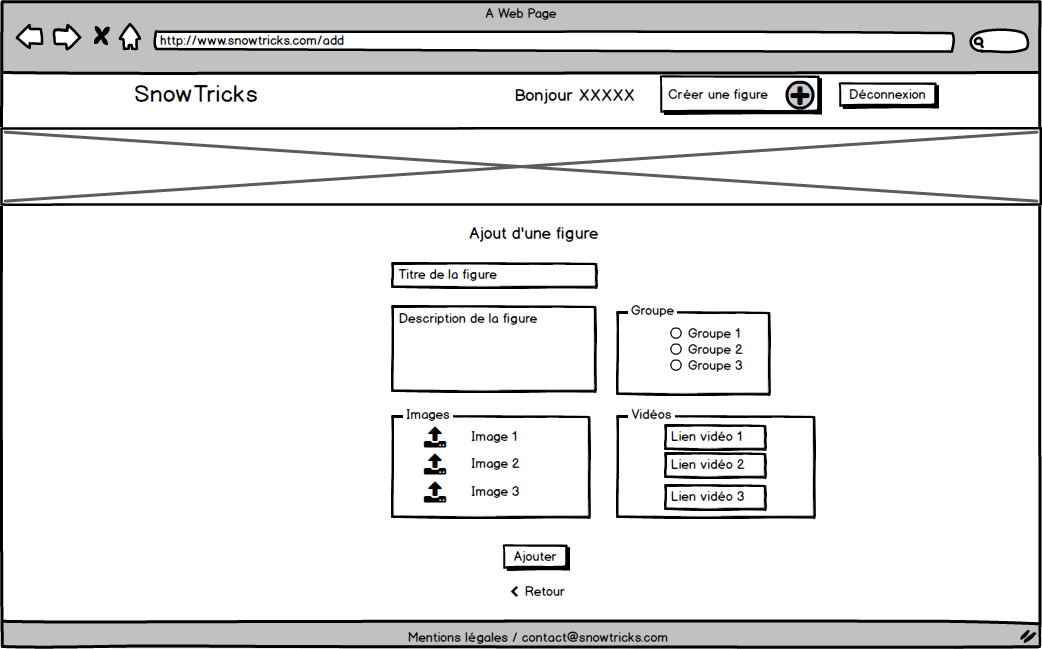 A Web Page
http://www.snowtricks.com/add
SnowTricks
Bonjour XXXXX
Créer une figure
Déconnexion
Ajout d'une figure
Titre de la figure
Description de la figure
Groupe
Groupe 1
Groupe 2
Groupe 3
Images
Image 1
Image 2
Image 3
Vidéos
Lien vidéo 1
Lien vidéo 2
Lien vidéo 3
Ajouter
Retour
Mentions légales / contact@snowtricks.com